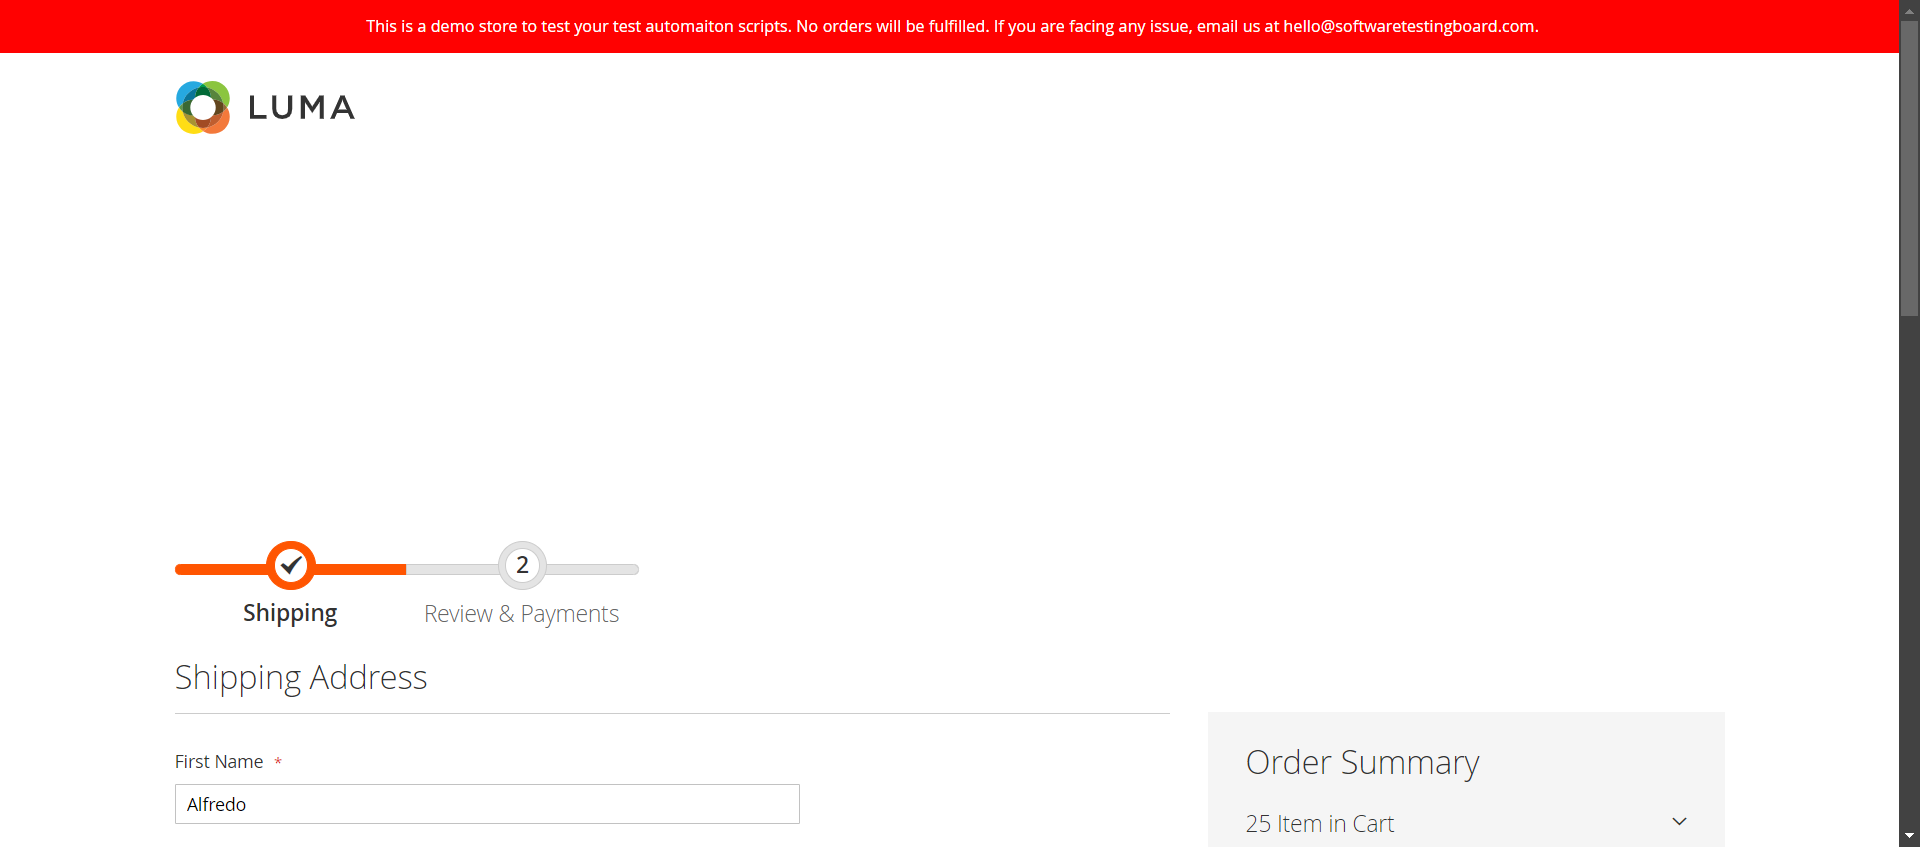 This is a demo store to test your test automaiton scripts. No orders will be fulfilled. If you are facing any issue, email us at hello@softwaretestingboard.com.
LUMA
2
Shipping
Review & Payments
Shipping Address
First Name *
Alfredo
Order Summary
25 Item in Cart